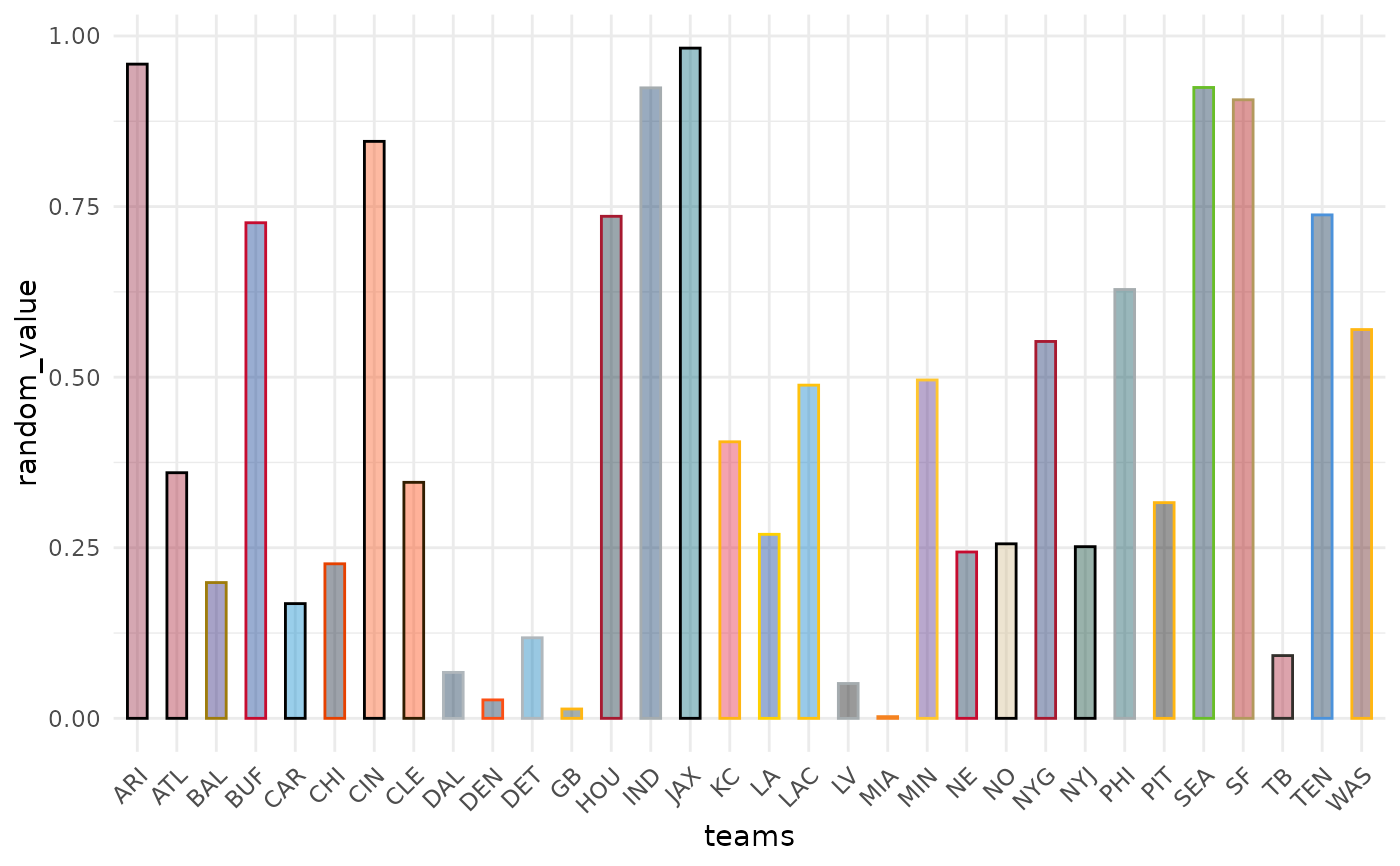 1.00
0.75
0.50
0.25
0.00
random_value
ARI ATL BAL BUF CAR CHI CIN CLE DAL DEN DET GB HOU IND JAX KC LA LAC LV MIA MIN NE NO NYG NYJ PHI PIT SEA SF TB TEN WAS
teams